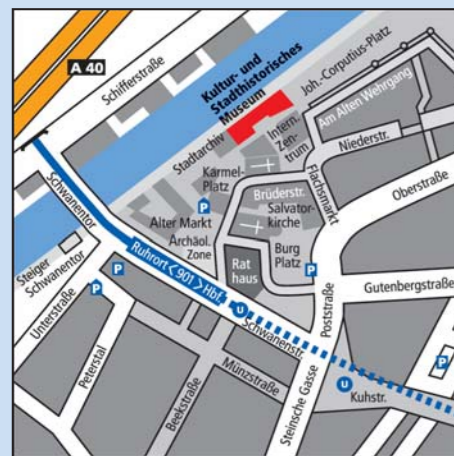 A 40
Schifferstraße
Kultur- und
Stadthistorisches
Museum
Stadtarchiv
Joh.-Corputius-Platz
Am Alten Wehrgang
Intern.
Zen-
trum
Niederstr.
Flachsmarkt
Karmel-
Platz
Brüderstr.
Salvator-
kirche
Oberstraße
P
Alter Markt
Archäol.
Zone
Burg
Platz
P
Rat
haus
Schwanentor
Ruhrort <901> Hbf.
U
Schwanenstr.
Steiger
Schwanentor
P
P
Unterstraße
Peterstal
Gutenbergstraße
Poststraße
Münzstraße
Beekstraße
Steinsche Gasse
U
Kuhstr.
P